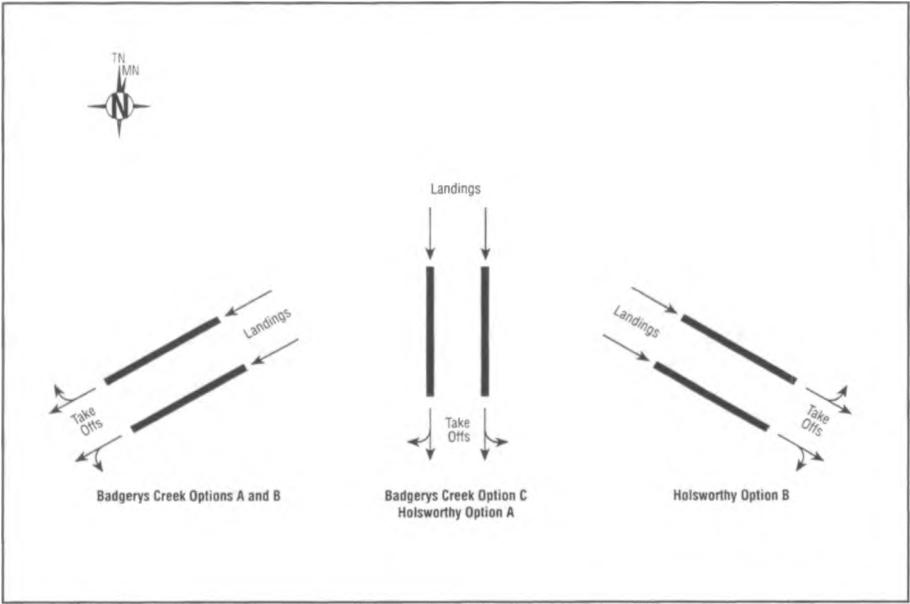 TN
MN
N
Landings
Landings
Landings
Take
Offs
Take
Offs
Take
Offs
Badgerys Creek Options A and B
Badgerys Creek Option C
Holsworthy Option A
Holsworthy Option B